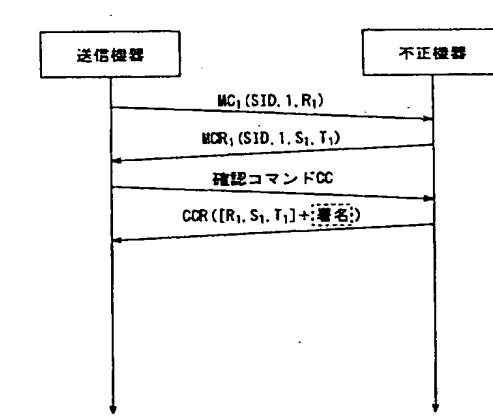 送信機器
不正機器
MC₁(SID,1,R₁)
MCR₁(SID,1,S₁,T₁)
確認コマンドCC
CCR([R₁,S₁,T₁]+署名)